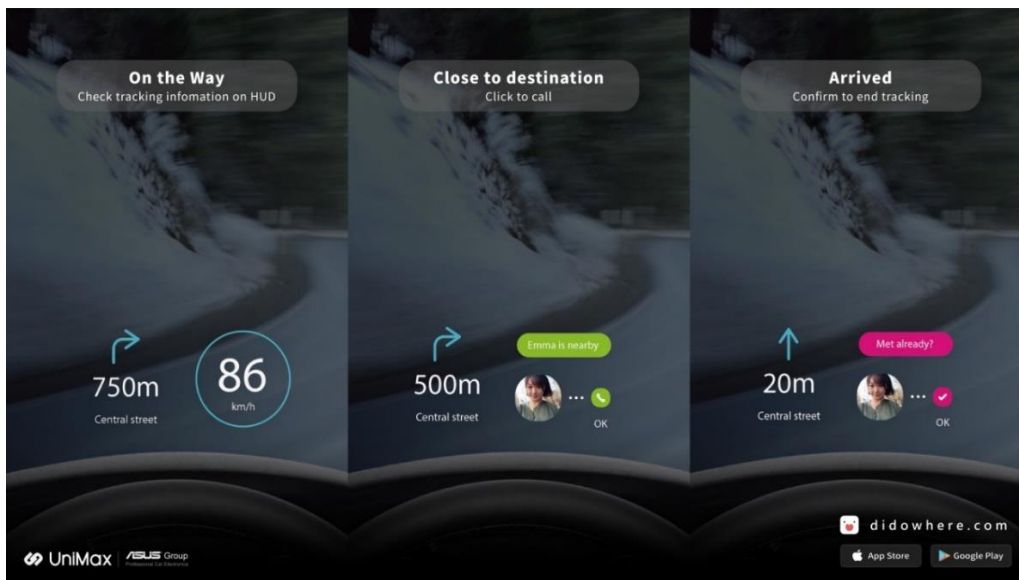 On the Way
Check tracking infomation on HUD
750m
Central street
86
km/h
Close to destination
Click to call
500m
Central street
Emma is nearby
OK
Arrived
Confirm to end tracking
20m
Central street
Met already?
OK
UniMax
ASUS Group
Professional Car Electronics
didowhere.com
App Store
Google Play